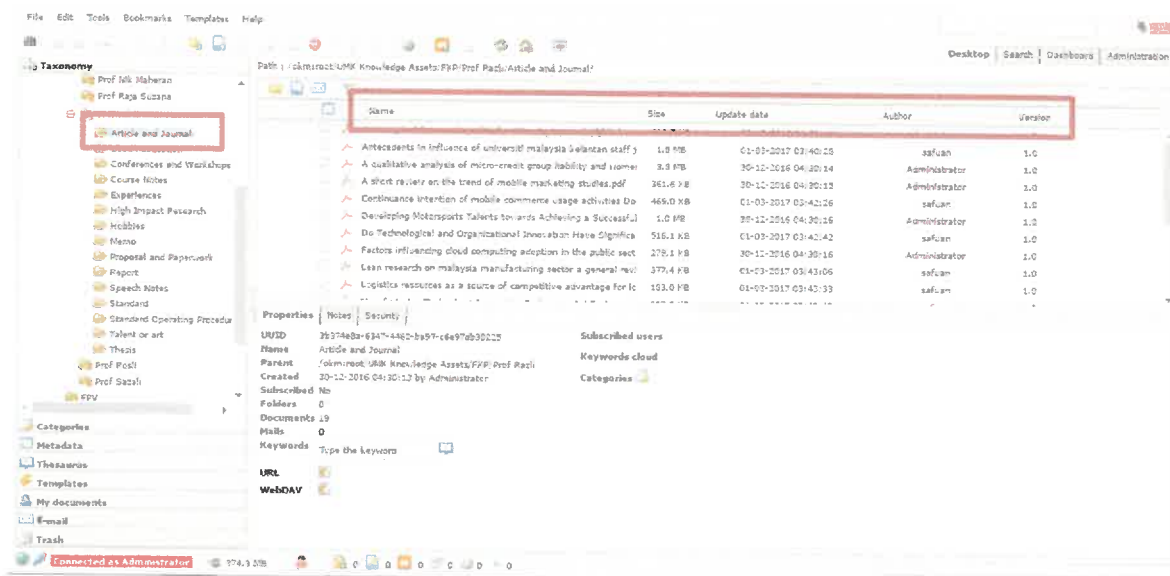 File Edit Tools Bookmarks Templates Help
Desktop Search Dashboard Administration
Taxonomy
Path : /okm:root/UMK Knowledge Assets/FKP/Prof Razli/Article and Journal/
Prof Nik Maheran
Prof Raja Suzana
Name Size Update date Author Version
Article and Journal
Conferences and Workshops
Course Notes
Experiences
High Impact Research
Hobbies
Memo
Proposal and Paperwork
Report
Speech Notes
Standard
Standard Operating Procedur
Talent or art
Thesis
Prof Rosli
Prof Sazali
FPV
Antecedents in influence of universiti malaysia kelantan staff 1.8 MB 01-03-2017 03:40:28 safuan 1.0
A qualitative analysis of micro-credit group liability and 3.3 MB 30-12-2016 04:30:14 Administrator 1.0
A short review on the trend of mobile marketing studies.pdf 361.6 KB 30-12-2016 04:30:15 Administrator 1.0
Continuance intention of mobile commerce usage activities Do 469.0 KB 01-03-2017 03:42:26 safuan 1.0
Developing Motorsports Talents towards Achieving a Successful 1.0 MB 30-12-2016 04:30:16 Administrator 1.0
Do Technological and Organizational Innovation Have Significa 516.1 KB 01-03-2017 03:42:42 safuan 1.0
Factors influencing cloud computing adoption in the public sect 279.1 KB 30-12-2016 04:30:16 Administrator 1.0
Lean research on malaysia manufacturing sector a general revi 377.4 KB 01-03-2017 03:43:06 safuan 1.0
Logistics resources as a source of competitive advantage for lo 183.0 KB 01-03-2017 03:43:33 safuan 1.0
Properties Notes Security
UUID
Name Article and Journal
Parent /okm:root/UMK Knowledge Assets/FKP/Prof Razli
Created 30-12-2016 04:30:13 by Administrator
Subscribed No
Folders 0
Documents 19
Mails 0
Keywords Type the keyword
URL
WebDAV
Subscribed users
Keywords cloud
Categories
Categories
Metadata
Thesaurus
Templates
My documents
E-mail
Trash
Connected as Administrator 0 0 0 0 0 0